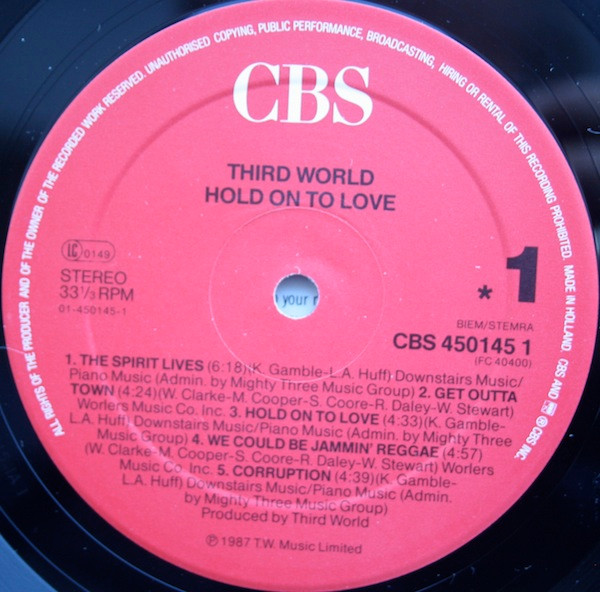 ALL RIGHTS OF THE PRODUCER AND OF THE OWNER OF THE RECORDED WORK RESERVED. UNAUTHORISED COPYING, PUBLIC PERFORMANCE, BROADCASTING, HIRING OR RENTAL OF THIS RECORDING PROHIBITED. MADE IN HOLLAND CBS AND ℗ CBS INC.
CBS
THIRD WORLD
HOLD ON TO LOVE
LC 0149
STEREO
33 1/3 RPM
01-450145-1
your
* 1
BIEM/STEMRA
CBS 450145 1
(FC 40400)
1. THE SPIRIT LIVES (6:18)(K. Gamble-L.A. Huff) Downstairs Music/
Piano Music (Admin. by Mighty Three Music Group) 2. GET OUTTA
TOWN (4:24)(W. Clarke-M. Cooper-S. Coore-R. Daley-W. Stewart)
Worlers Music Co. Inc. 3. HOLD ON TO LOVE (4:33)(K. Gamble-
L.A. Huff) Downstairs Music/Piano Music (Admin. by Mighty Three
Music Group) 4. WE COULD BE JAMMIN' REGGAE (4:57)
(W. Clarke-M. Cooper-S. Coore-R. Daley-W. Stewart) Worlers
Music Co. Inc. 5. CORRUPTION (4:39)(K. Gamble-
L.A. Huff) Downstairs Music/Piano Music (Admin.
by Mighty Three Music Group)
Produced by Third World
℗ 1987 T.W. Music Limited